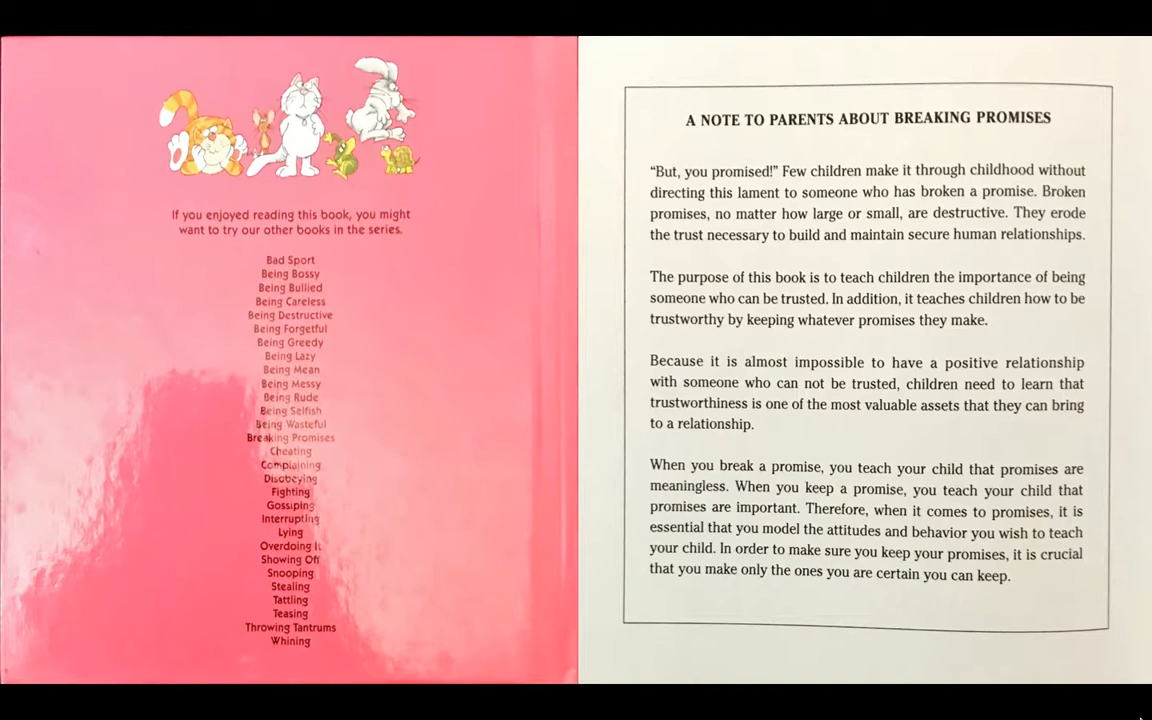 If you enjoyed reading this book, you might
want to try our other books in the series.
Bad Sport
Being Bossy
Being Bullied
Being Careless
Being Destructive
Being Forgetful
Being Greedy
Being Lazy
Being Mean
Being Messy
Being Rude
Being Selfish
Being Wasteful
Breaking Promises
Cheating
Complaining
Disobeying
Fighting
Gossiping
Interrupting
Lying
Overdoing It
Showing Off
Snooping
Stealing
Tattling
Teasing
Throwing Tantrums
Whining
A NOTE TO PARENTS ABOUT BREAKING PROMISES
“But, you promised!” Few children make it through childhood without
directing this lament to someone who has broken a promise. Broken
promises, no matter how large or small, are destructive. They erode
the trust necessary to build and maintain secure human relationships.
The purpose of this book is to teach children the importance of being
someone who can be trusted. In addition, it teaches children how to be
trustworthy by keeping whatever promises they make.
Because it is almost impossible to have a positive relationship
with someone who can not be trusted, children need to learn that
trustworthiness is one of the most valuable assets that they can bring
to a relationship.
When you break a promise, you teach your child that promises are
meaningless. When you keep a promise, you teach your child that
promises are important. Therefore, when it comes to promises, it is
essential that you model the attitudes and behavior you wish to teach
your child. In order to make sure you keep your promises, it is crucial
that you make only the ones you are certain you can keep.